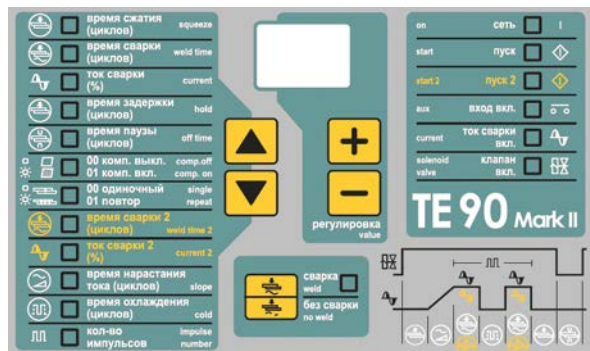 время сжатия
(циклов) squeeze
время сварки
(циклов) weld time
ток сварки
(%) current
время задержки
(циклов) hold
время паузы
(циклов) off time
00 комп. выкл. comp.off
01 комп. вкл. comp. on
00 одиночный single
01 повтор repeat
время сварки 2
(циклов) weld time 2
ток сварки 2
(%) current 2
время нарастания
тока (циклов) slope
время охлаждения
(циклов) cold
кол-во impulse
импульсов number
регулировка
value
сварка
weld
без сварки
no weld
on сеть I
start пуск
start 2 пуск 2
aux вход вкл.
current ток сварки
вкл.
solenoid клапан
valve вкл.
TE 90 Mark II